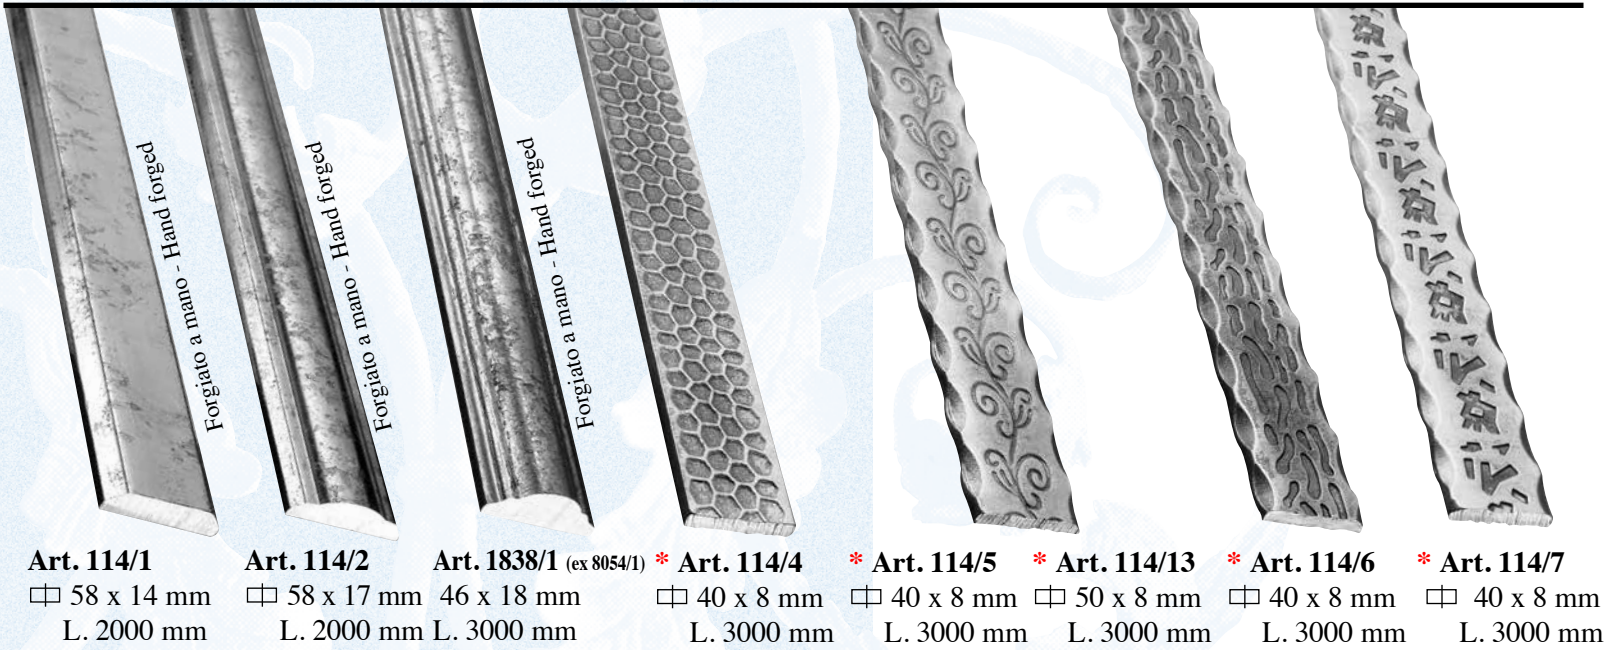 Forgiato a mano - Hand forged
Forgiato a mano - Hand forged
Forgiato a mano - Hand forged
Art. 114/1
58 x 14 mm
L. 2000 mm
Art. 114/2
58 x 17 mm
L. 2000 mm
Art. 1838/1 (ex 8054/1)
46 x 18 mm
L. 3000 mm
* Art. 114/4
40 x 8 mm
L. 3000 mm
* Art. 114/5
40 x 8 mm
L. 3000 mm
* Art. 114/13
50 x 8 mm
L. 3000 mm
* Art. 114/6
40 x 8 mm
L. 3000 mm
* Art. 114/7
40 x 8 mm
L. 3000 mm